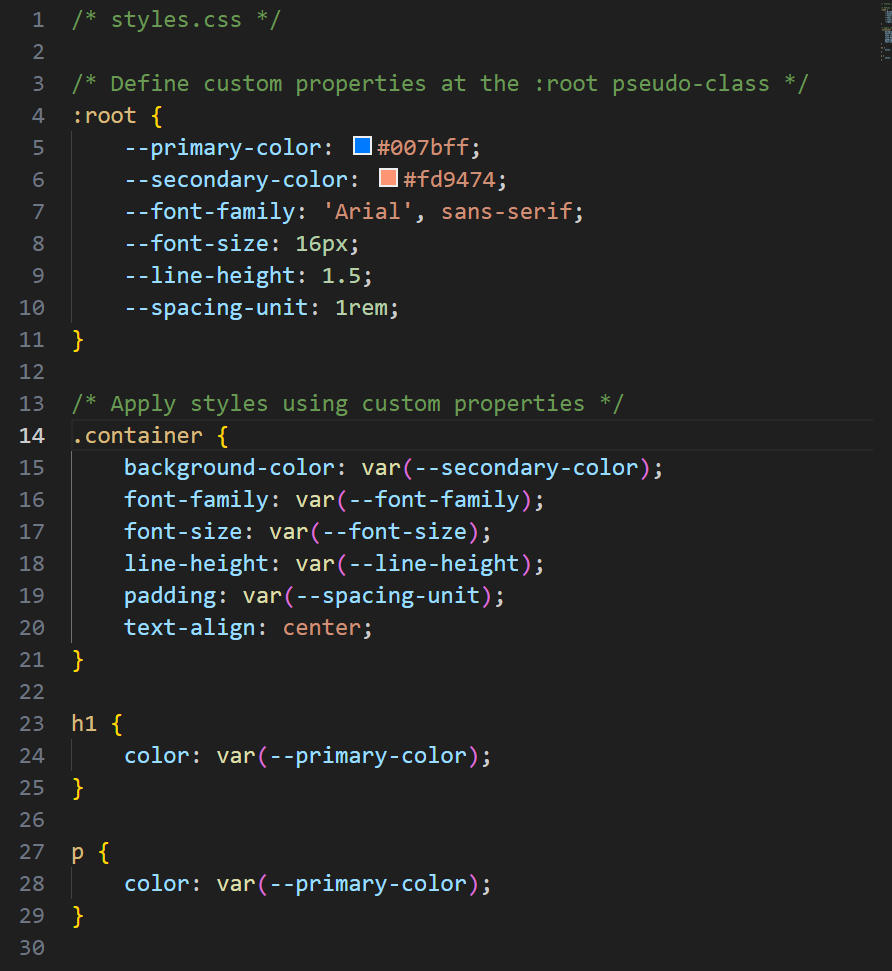 1 /* styles.css */
2
3 /* Define custom properties at the :root pseudo-class */
4 :root {
5     --primary-color: #007bff;
6     --secondary-color: #fd9474;
7     --font-family: 'Arial', sans-serif;
8     --font-size: 16px;
9     --line-height: 1.5;
10     --spacing-unit: 1rem;
11 }
12
13 /* Apply styles using custom properties */
14 .container {
15     background-color: var(--secondary-color);
16     font-family: var(--font-family);
17     font-size: var(--font-size);
18     line-height: var(--line-height);
19     padding: var(--spacing-unit);
20     text-align: center;
21 }
22
23 h1 {
24     color: var(--primary-color);
25 }
26
27 p {
28     color: var(--primary-color);
29 }
30